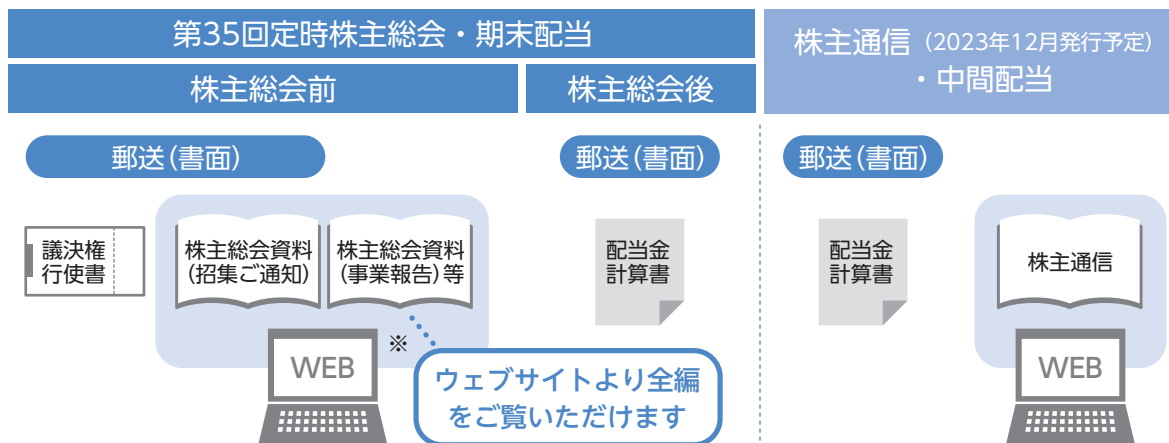 第35回定時株主総会・期末配当
株主総会前
株主総会後
株主通信（2023年12月発行予定）
・中間配当
郵送（書面）
郵送（書面）
郵送（書面）
議決権
行使書
株主総会資料
（招集ご通知）
株主総会資料
（事業報告）等
WEB
※
ウェブサイトより全編
をご覧いただけます
配当金
計算書
配当金
計算書
株主通信
WEB